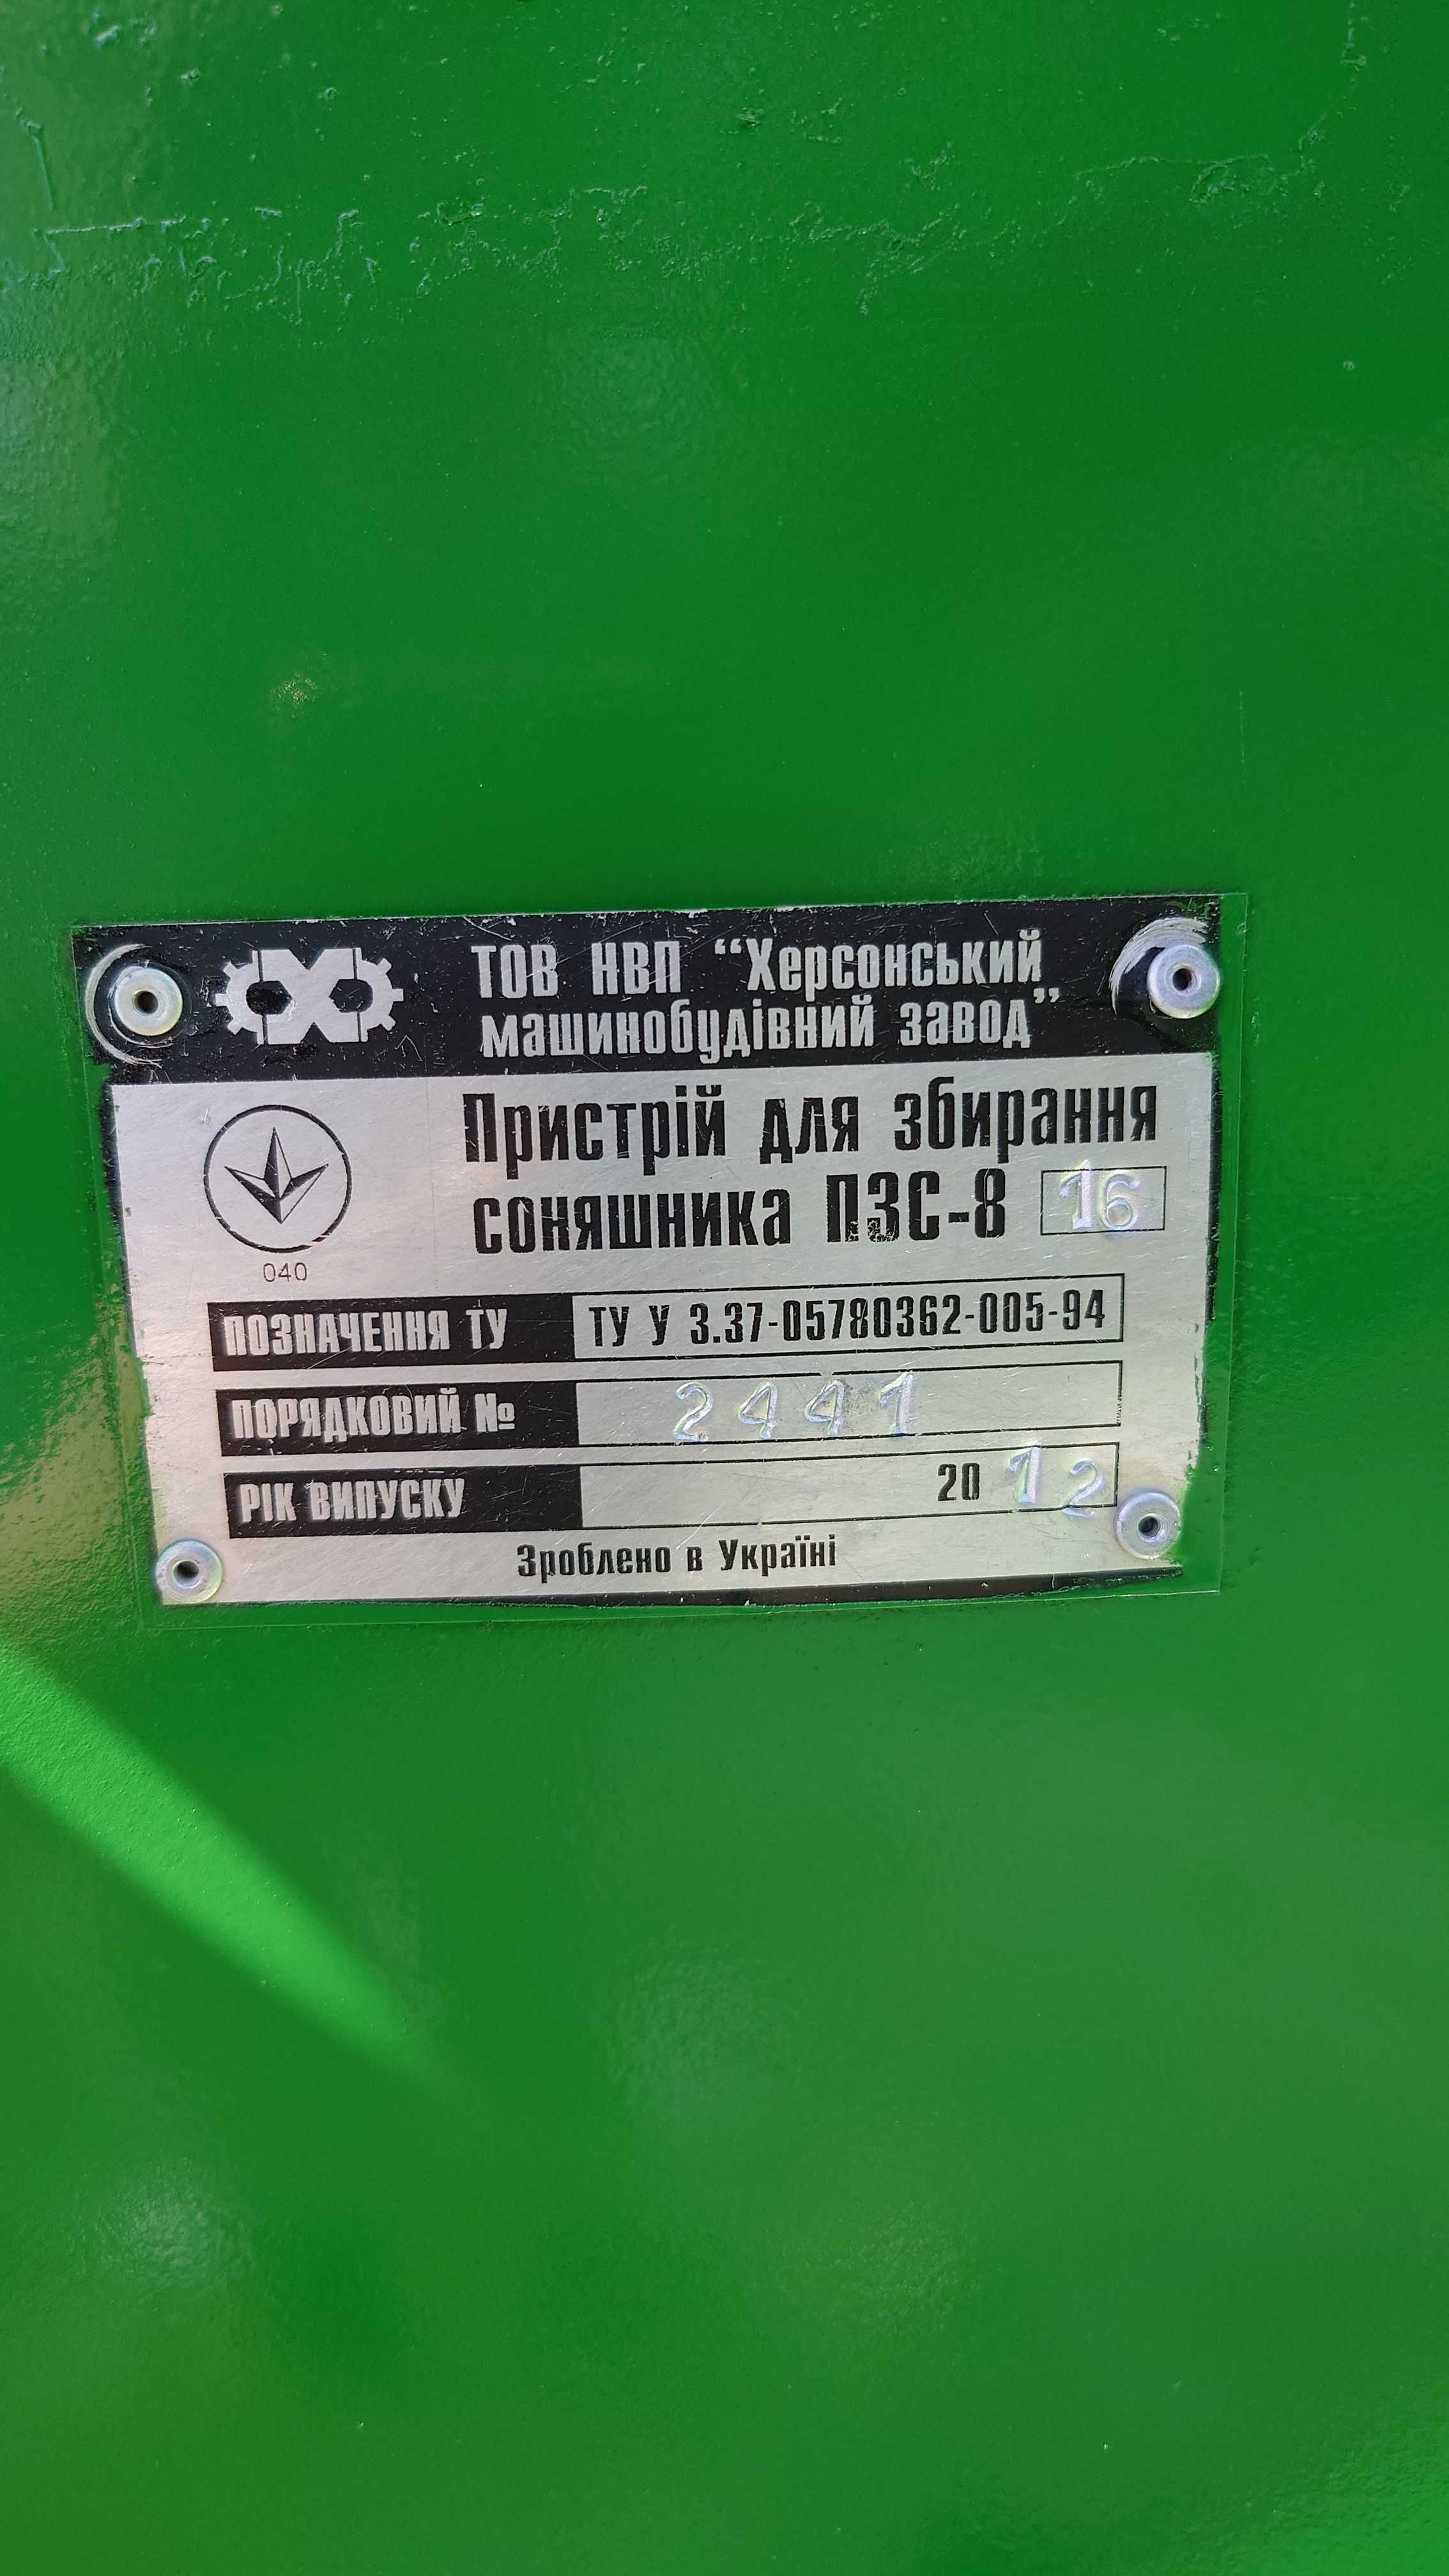 ТОВ НВП “Херсонський
машинобудівний завод”
Пристрій для збирання
соняшника ПЗС-8 16
040
ПОЗНАЧЕННЯ ТУ ТУ У 3.37-05780362-005-94
ПОРЯДКОВИЙ № 2441
РІК ВИПУСКУ 2012
Зроблено в Україні